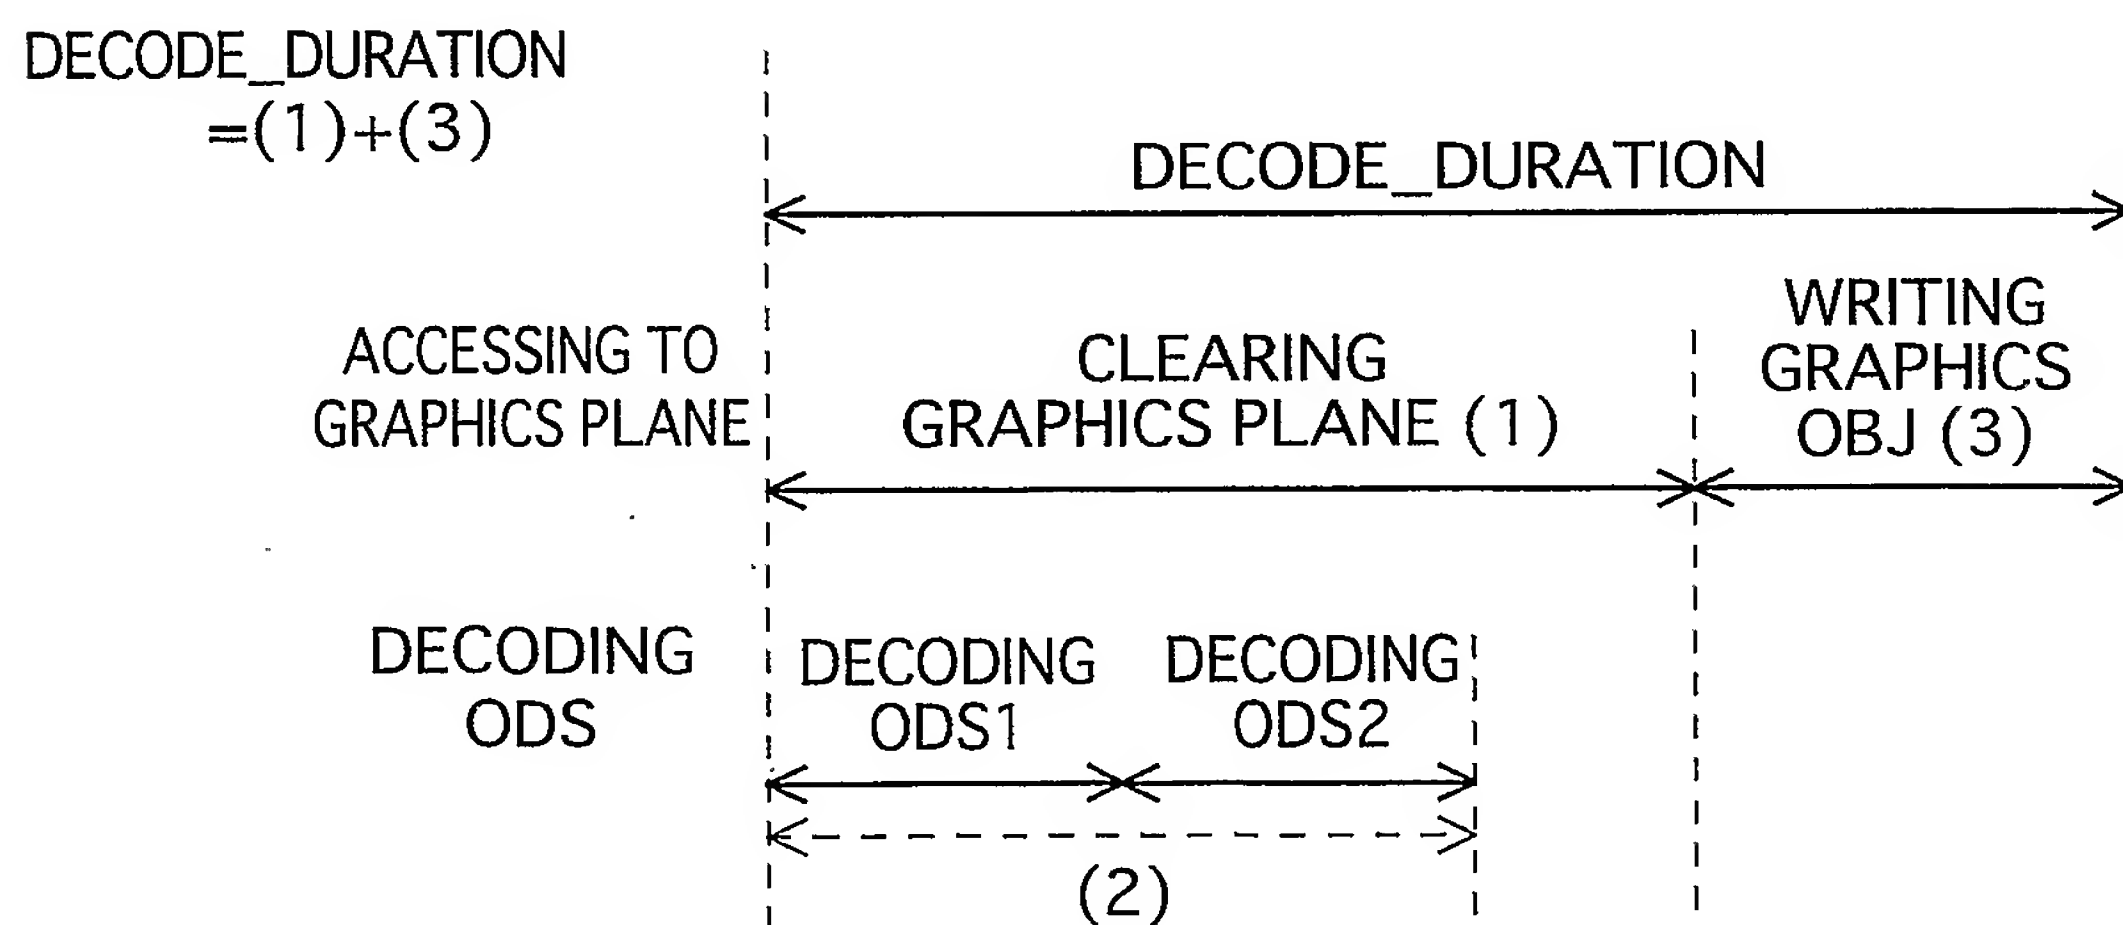 DECODE_DURATION
=(1)+(3)
DECODE_DURATION
ACCESSING TO
GRAPHICS PLANE
CLEARING
GRAPHICS PLANE (1)
WRITING
GRAPHICS
OBJ (3)
DECODING
ODS
DECODING
ODS1
DECODING
ODS2
(2)